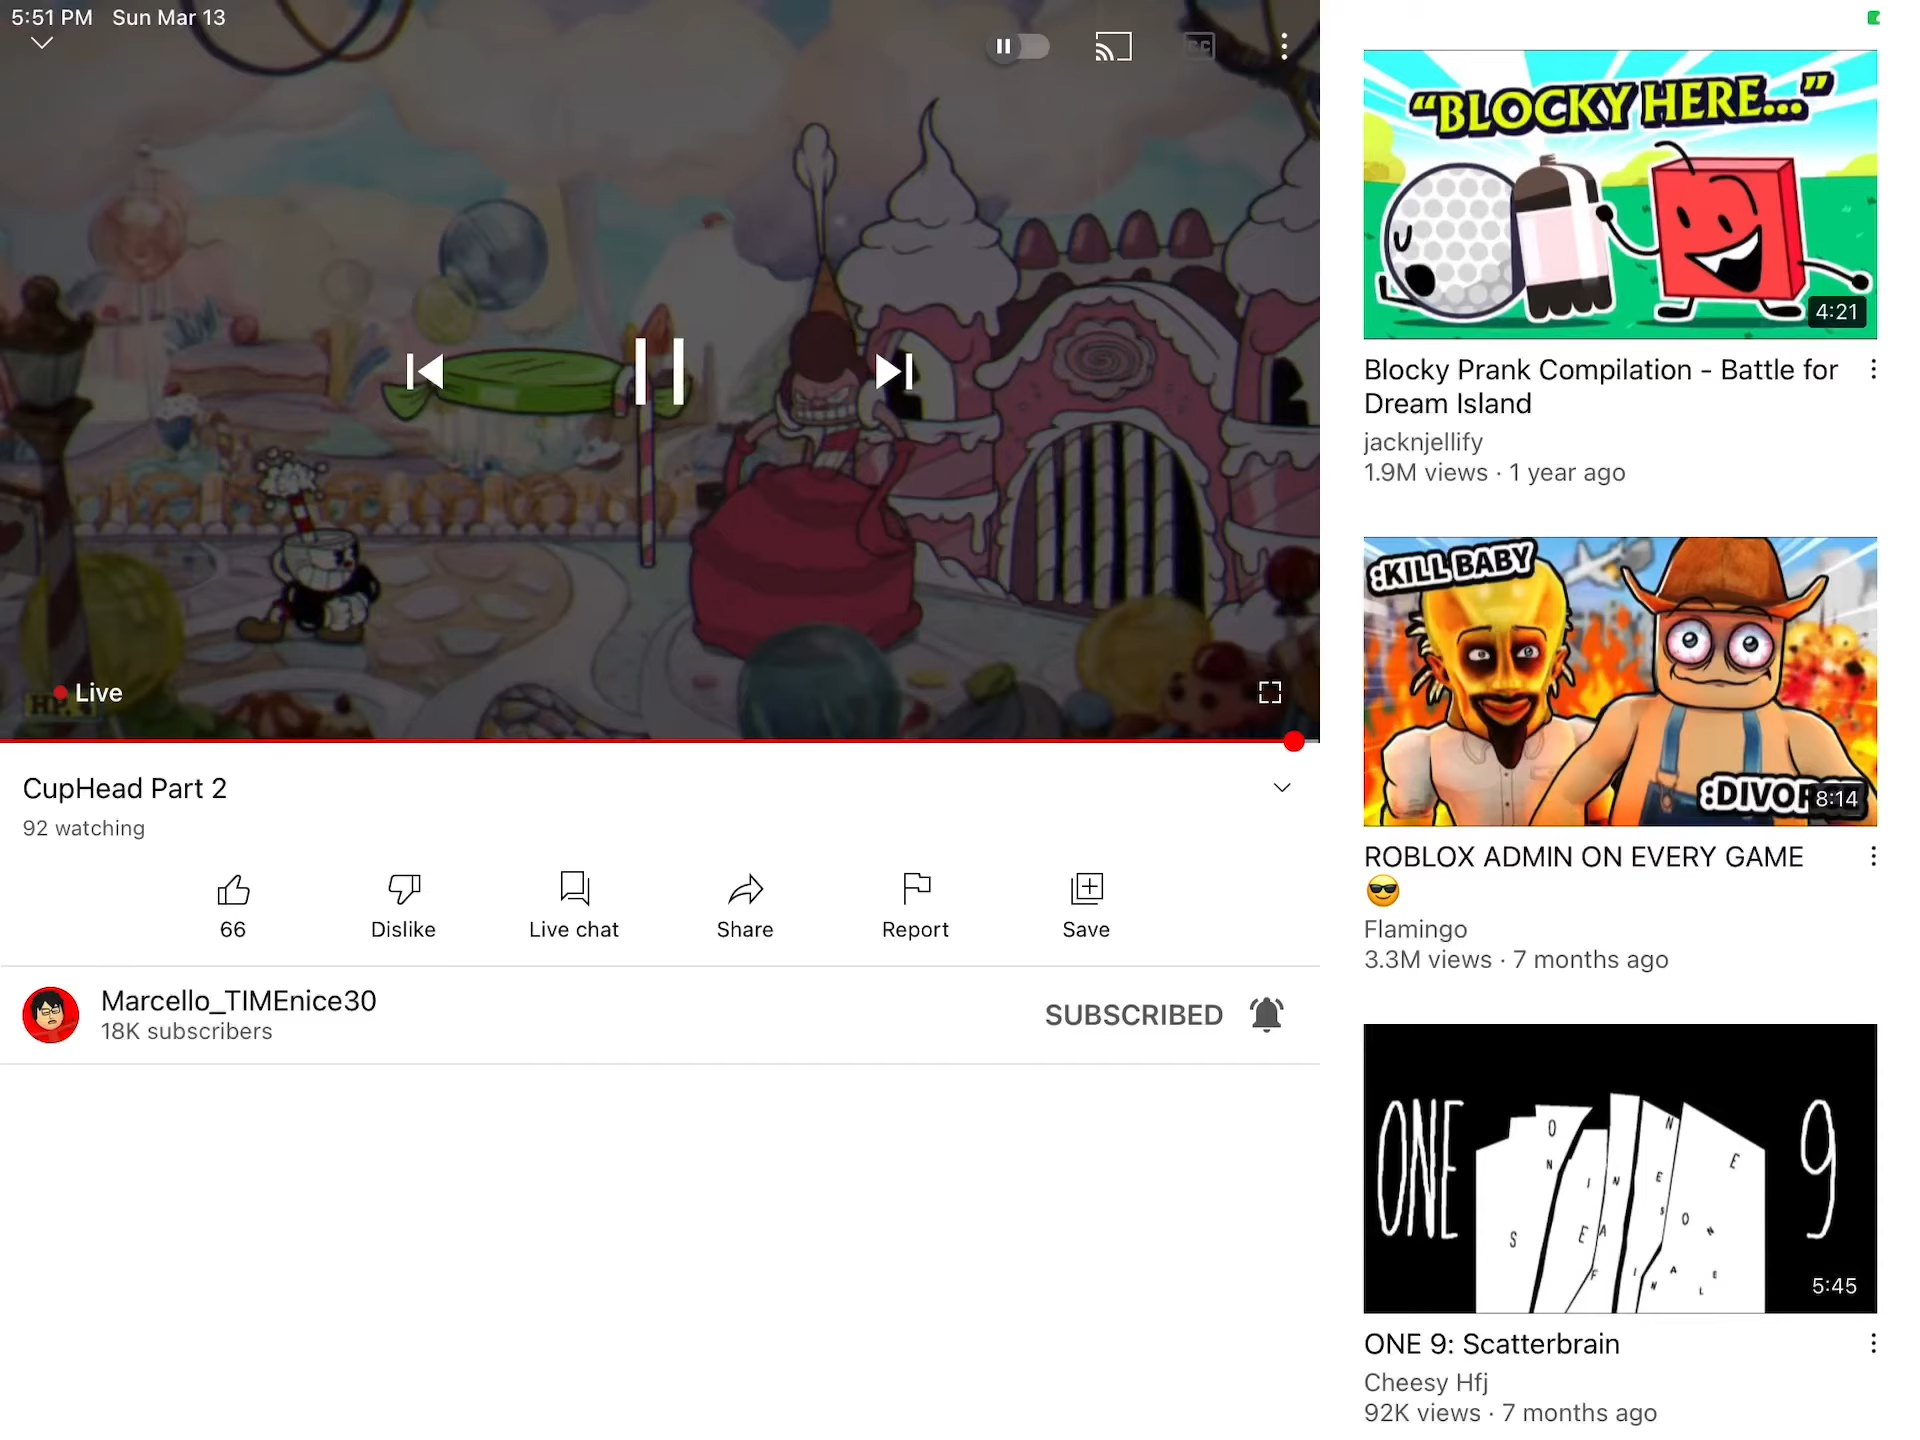 5:51 PM Sun Mar 13
CC
HP.
Live
CupHead Part 2
92 watching
66
Dislike
Live chat
Share
Report
Save
Marcello_TIMEnice30
18K subscribers
SUBSCRIBED
“BLOCKY HERE...”
4:21
Blocky Prank Compilation - Battle for
Dream Island
jacknjellify
1.9M views · 1 year ago
:KILL BABY
:DIVOR
8:14
ROBLOX ADMIN ON EVERY GAME
😎
Flamingo
3.3M views · 7 months ago
ONE
9
O N I N E
S E A S O N
F I N A L E
5:45
ONE 9: Scatterbrain
Cheesy Hfj
92K views · 7 months ago